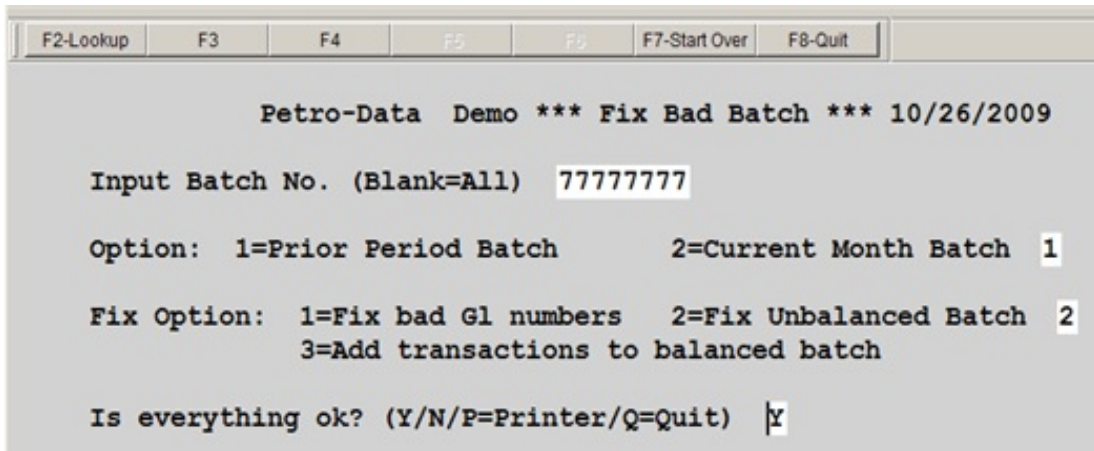 F2-Lookup F3 F4 F5 F6 F7-Start Over F8-Quit
Petro-Data Demo *** Fix Bad Batch *** 10/26/2009
Input Batch No. (Blank=All) 77777777
Option: 1=Prior Period Batch 2=Current Month Batch 1
Fix Option: 1=Fix bad Gl numbers 2=Fix Unbalanced Batch 2
3=Add transactions to balanced batch
Is everything ok? (Y/N/P=Printer/Q=Quit) Y